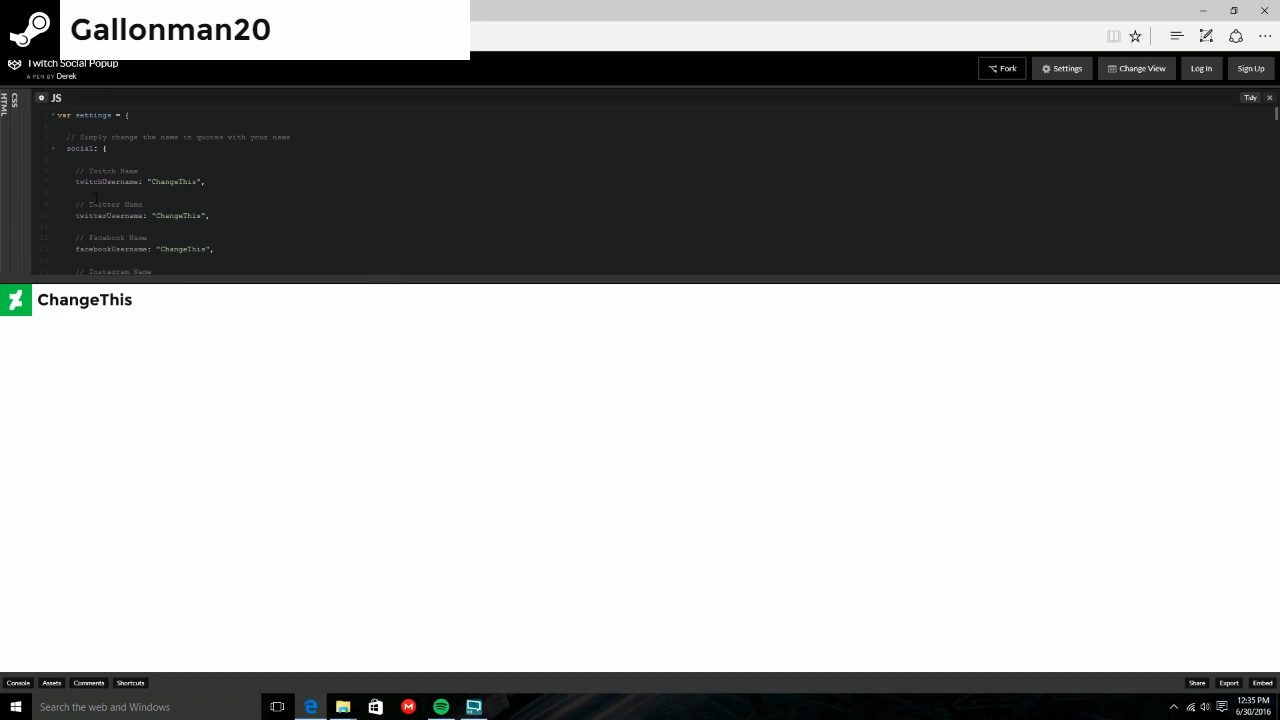 Gallonman20
Twitch Social Popup
A PEN BY Derek
Fork
Settings
Change View
Log In
Sign Up
HTML
CSS
JS
Tidy
var settings = {
// Simply change the name in quotes with your name
social: {
// Twitch Name
twitchUsername: "ChangeThis",
// Twitter Name
twitterUsername: "ChangeThis",
// Facebook Name
facebookUsername: "ChangeThis",
// Instagram Name
ChangeThis
Console
Assets
Comments
Shortcuts
Share
Export
Embed
Search the web and Windows
12:35 PM
6/30/2016